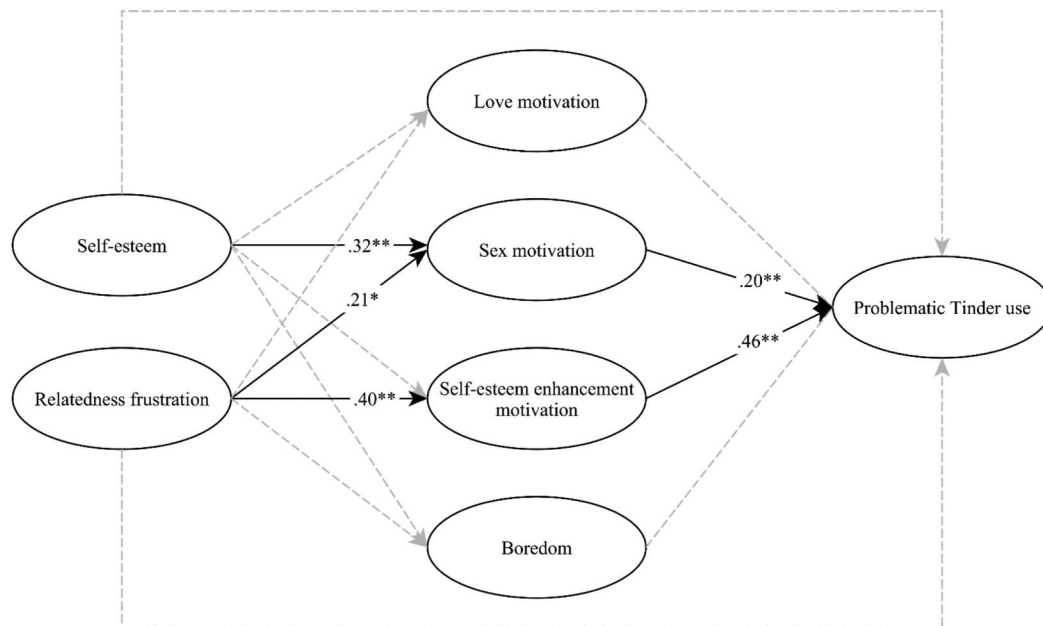 Love motivation
Self-esteem
.32**
Sex motivation
.21*
.20**
Problematic Tinder use
.46**
Relatedness frustration
.40**
Self-esteem enhancement
motivation
Boredom